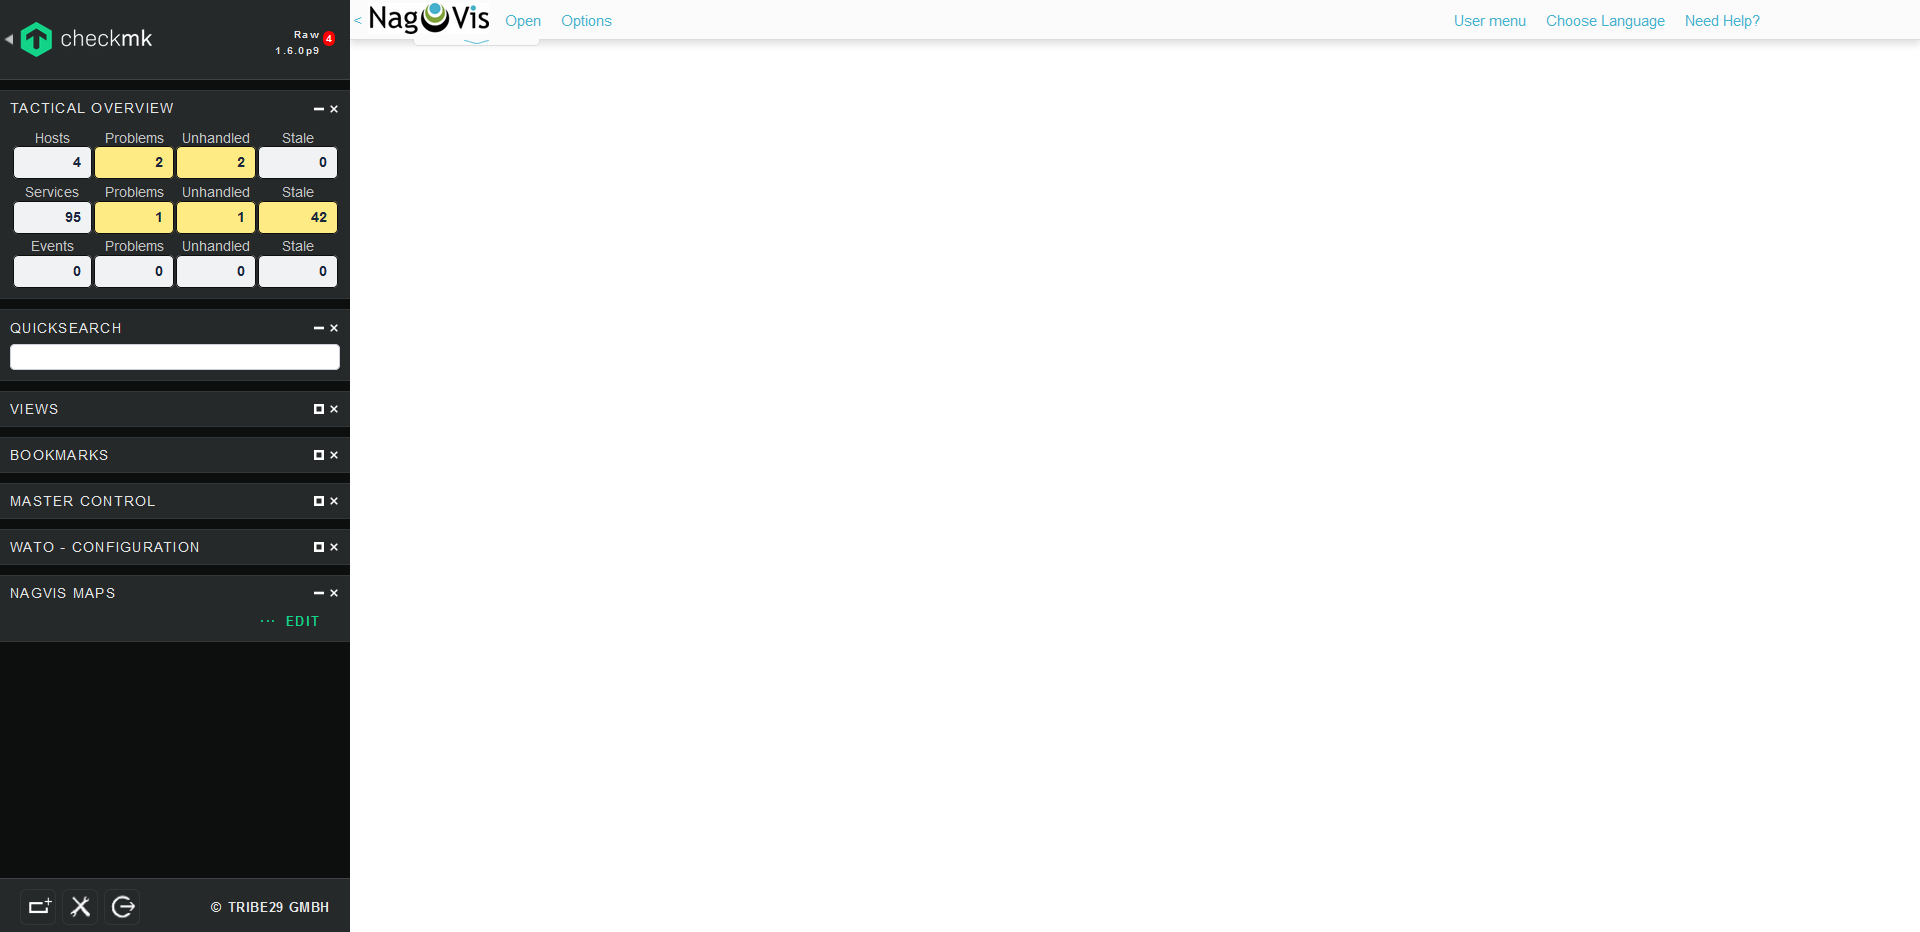 checkmk
Raw 4
1.6.0p9
TACTICAL OVERVIEW
Hosts Problems Unhandled Stale
4 2 2 0
Services Problems Unhandled Stale
95 1 1 42
Events Problems Unhandled Stale
0 0 0 0
QUICKSEARCH
VIEWS
BOOKMARKS
MASTER CONTROL
WATO - CONFIGURATION
NAGVIS MAPS
··· EDIT
© TRIBE29 GMBH
< NagVis Open Options User menu Choose Language Need Help?